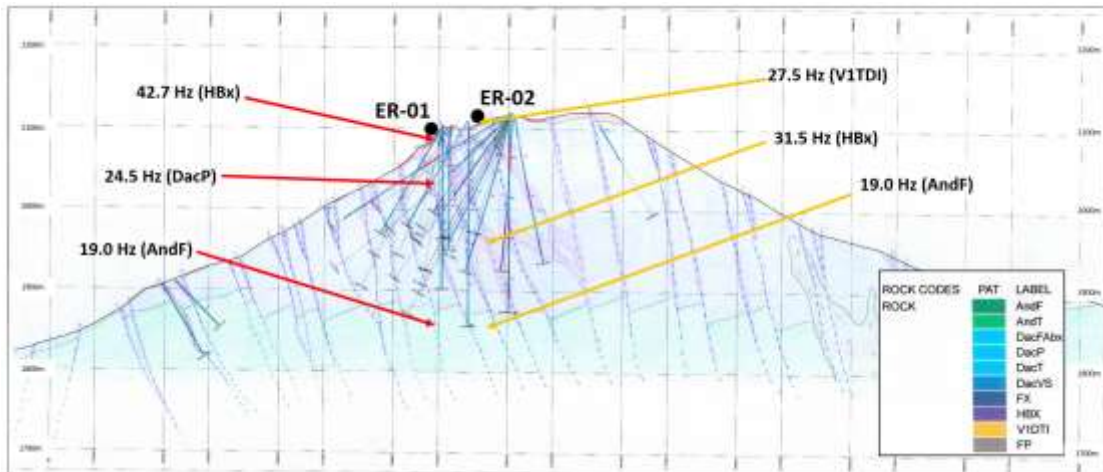 27.5 Hz (V1TDI)
42.7 Hz (HBx)
ER-01
ER-02
31.5 Hz (HBx)
24.5 Hz (DacP)
19.0 Hz (AndF)
19.0 Hz (AndF)
ROCK CODES PAT LABEL
ROCK
AndF
AndT
DacFAbx
DacP
DacT
DacVS
FX
HBX
V1DTI
FP